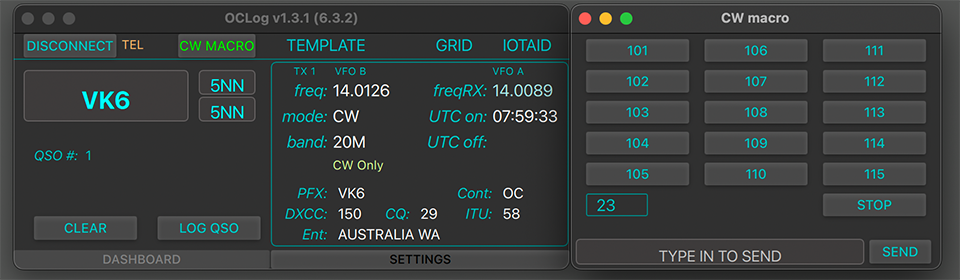 OCLog v1.3.1 (6.3.2)
DISCONNECT TEL CW MACRO TEMPLATE GRID IOTAID
VK6
5NN
5NN
QSO #: 1
CLEAR LOG QSO
TX 1 VFO B VFO A
freq: 14.0126 freqRX: 14.0089
mode: CW UTC on: 07:59:33
band: 20M UTC off:
CW Only
PFX: VK6 Cont: OC
DXCC: 150 CQ: 29 ITU: 58
Ent: AUSTRALIA WA
DASHBOARD SETTINGS
CW macro
101 106 111
102 107 112
103 108 113
104 109 114
105 110 115
23 STOP
TYPE IN TO SEND SEND